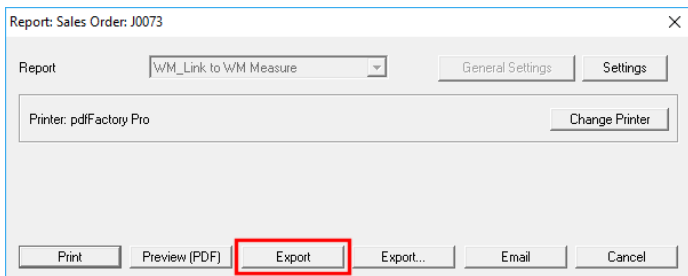 Report: Sales Order: J0073
Report WM_Link to WM Measure General Settings Settings
Printer: pdfFactory Pro Change Printer
Print Preview (PDF) Export Export... Email Cancel